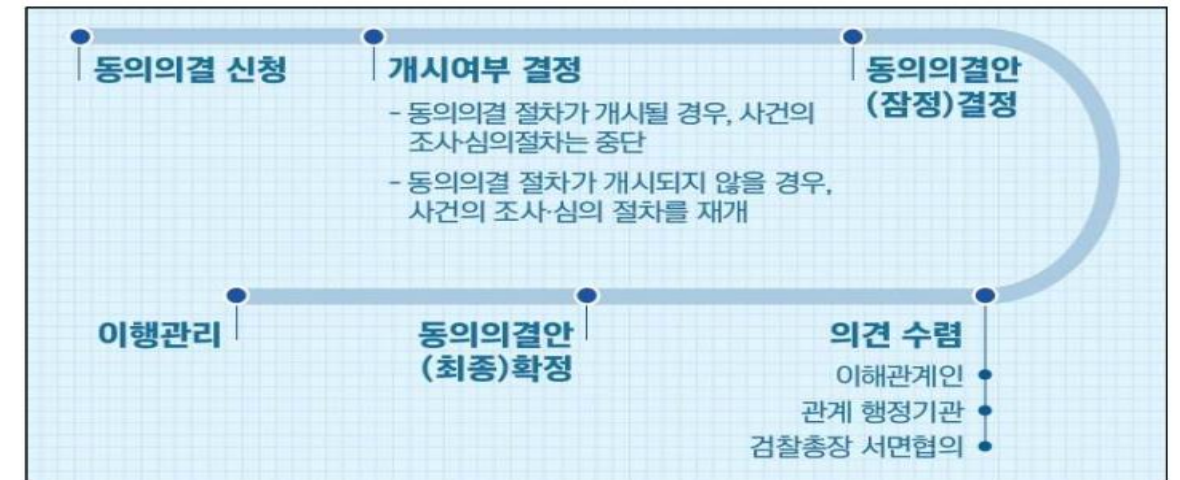 동의의결 신청
개시여부 결정
- 동의의결 절차가 개시될 경우, 사건의
조사·심의절차는 중단
- 동의의결 절차가 개시되지 않을 경우,
사건의 조사·심의 절차를 재개
동의의결안
(잠정)결정
의견 수렴
이해관계인
관계 행정기관
검찰총장 서면협의
동의의결안
(최종)확정
이행관리